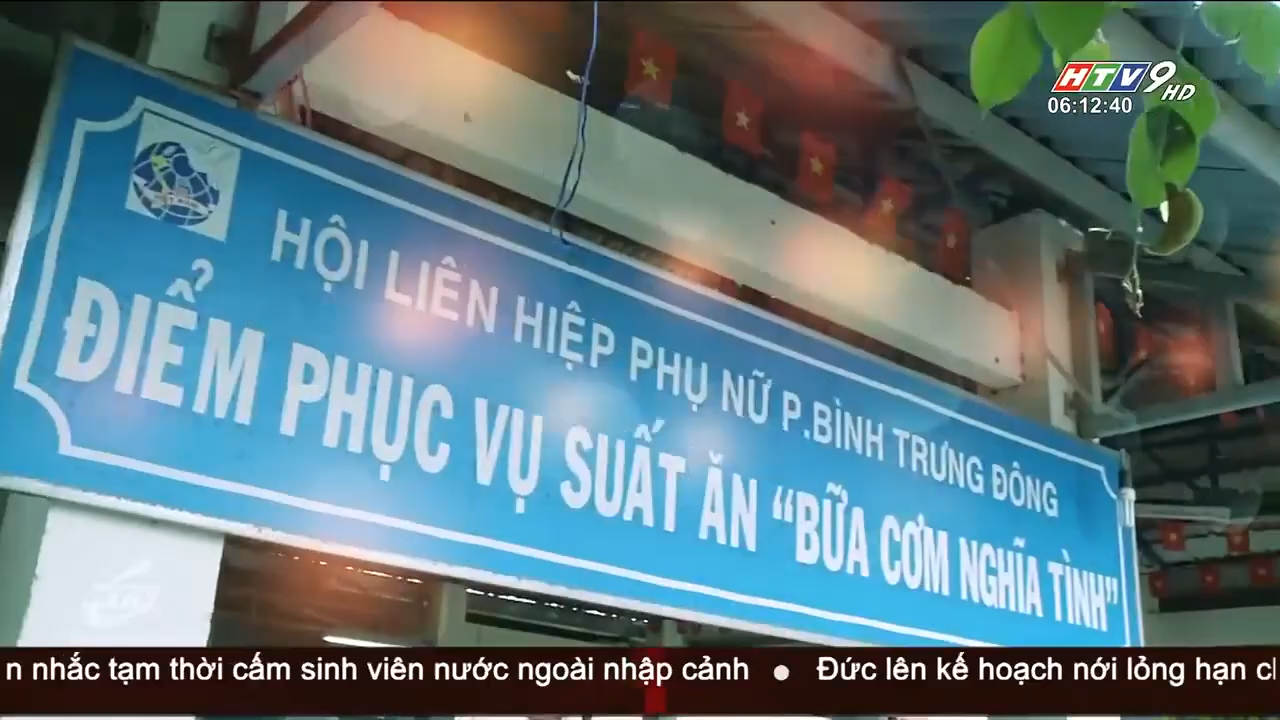 HTV9 HD
06:12:40
HỘI LIÊN HIỆP PHỤ NỮ P.BÌNH TRƯNG ĐÔNG
ĐIỂM PHỤC VỤ SUẤT ĂN “BỮA CƠM NGHĨA TÌNH”
n nhắc tạm thời cấm sinh viên nước ngoài nhập cảnh ● Đức lên kế hoạch nới lỏng hạn